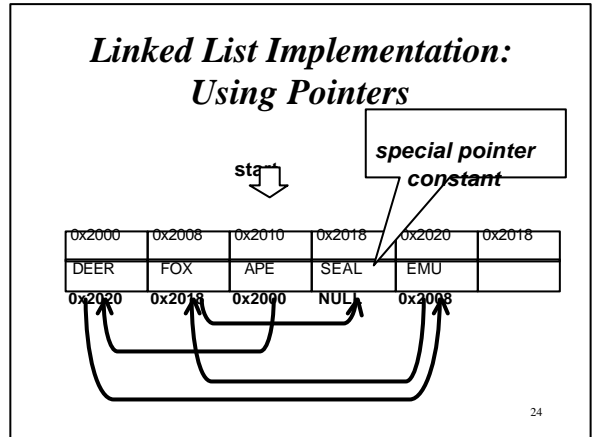 Linked List Implementation:
Using Pointers
special pointer
constant
start
0x2000 0x2008 0x2010 0x2018 0x2020 0x2018
DEER FOX APE SEAL EMU
0x2020 0x2018 0x2000 NULL 0x2008
24